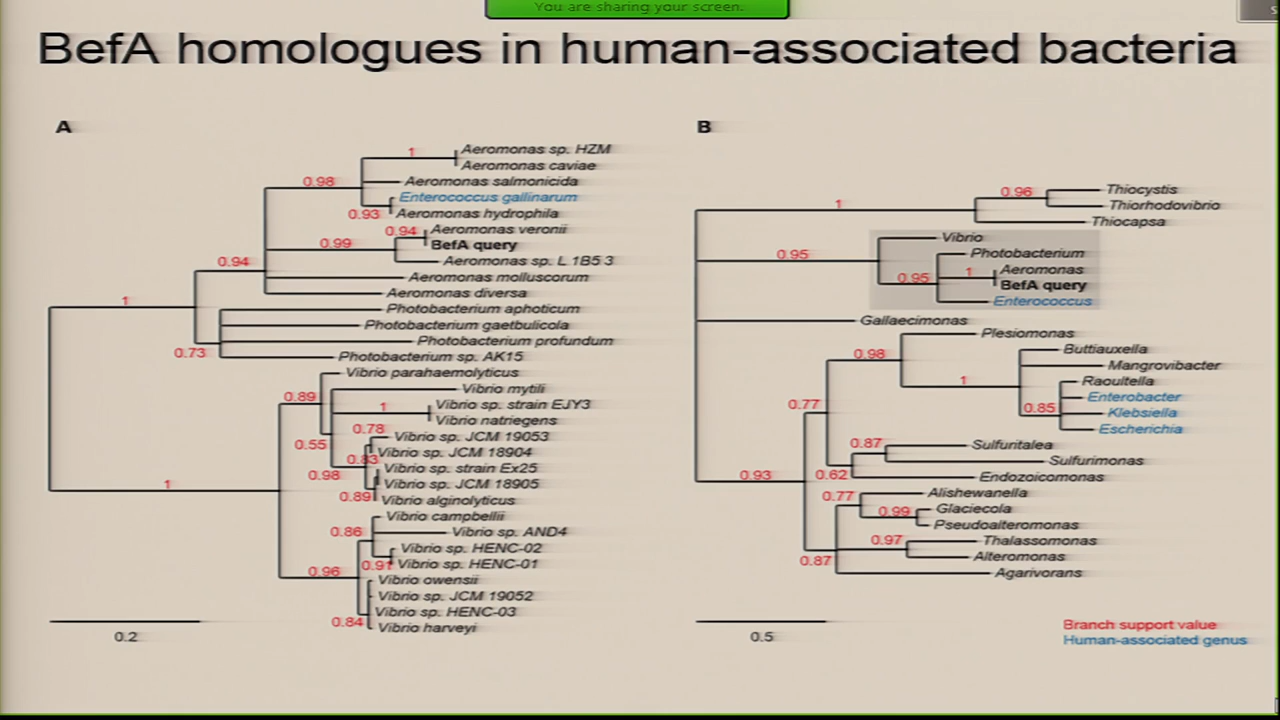 You are sharing your screen.
BefA homologues in human-associated bacteria
A
1
Aeromonas sp. HZM
Aeromonas caviae
0.98
Aeromonas salmonicida
Enterococcus gallinarum
0.93
Aeromonas hydrophila
0.94
Aeromonas veronii
0.99
BefA query
0.94
Aeromonas sp. L 1B5 3
Aeromonas molluscorum
Aeromonas diversa
1
Photobacterium aphoticum
Photobacterium gaetbulicola
Photobacterium profundum
0.73
Photobacterium sp. AK15
Vibrio parahaemolyticus
0.89
Vibrio mytili
1
Vibrio sp. strain EJY3
Vibrio natriegens
0.78
0.55
Vibrio sp. JCM 19053
0.83
Vibrio sp. JCM 18904
0.98
Vibrio sp. strain Ex25
1
Vibrio sp. JCM 18905
0.89
Vibrio alginolyticus
Vibrio campbellii
0.86
Vibrio sp. AND4
Vibrio sp. HENC-02
0.96
0.91
Vibrio sp. HENC-01
Vibrio owensii
Vibrio sp. JCM 19052
Vibrio sp. HENC-03
0.84
Vibrio harveyi
0.2
B
0.96
Thiocystis
1
Thiorhodovibrio
Thiocapsa
Vibrio
0.95
Photobacterium
0.95
1
Aeromonas
BefA query
Enterococcus
Gallaecimonas
Plesiomonas
0.98
Buttiauxella
Mangrovibacter
1
Raoultella
0.77
Enterobacter
0.85
Klebsiella
Escherichia
0.87
Sulfuritalea
Sulfurimonas
0.93
0.62
Endozoicomonas
0.77
Alishewanella
0.99
Glaciecola
Pseudoalteromonas
0.97
Thalassomonas
0.87
Alteromonas
Agarivorans
0.5
Branch support value
Human-associated genus